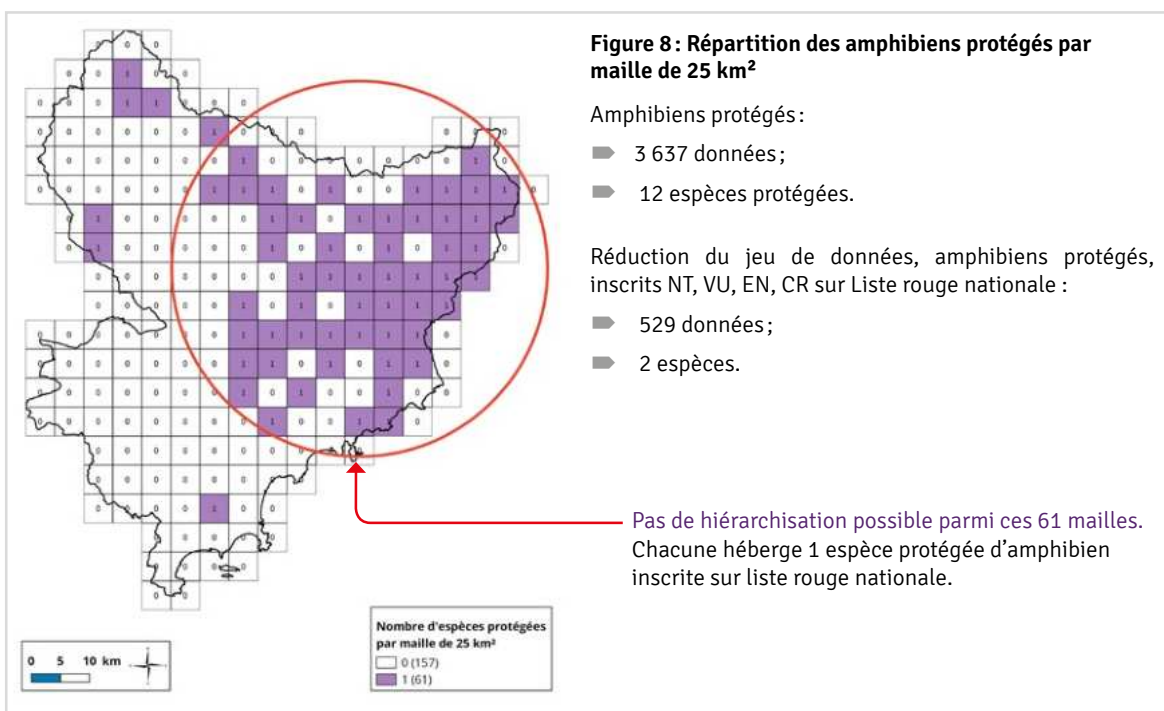 Figure 8 : Répartition des amphibiens protégés par
maille de 25 km²
Amphibiens protégés :
3 637 données ;
12 espèces protégées.
Réduction du jeu de données, amphibiens protégés,
inscrits NT, VU, EN, CR sur Liste rouge nationale :
529 données ;
2 espèces.
Pas de hiérarchisation possible parmi ces 61 mailles.
Chacune héberge 1 espèce protégée d’amphibien
inscrite sur liste rouge nationale.
Nombre d'espèces protégées
par maille de 25 km²
0 (157)
1 (61)
0 5 10 km